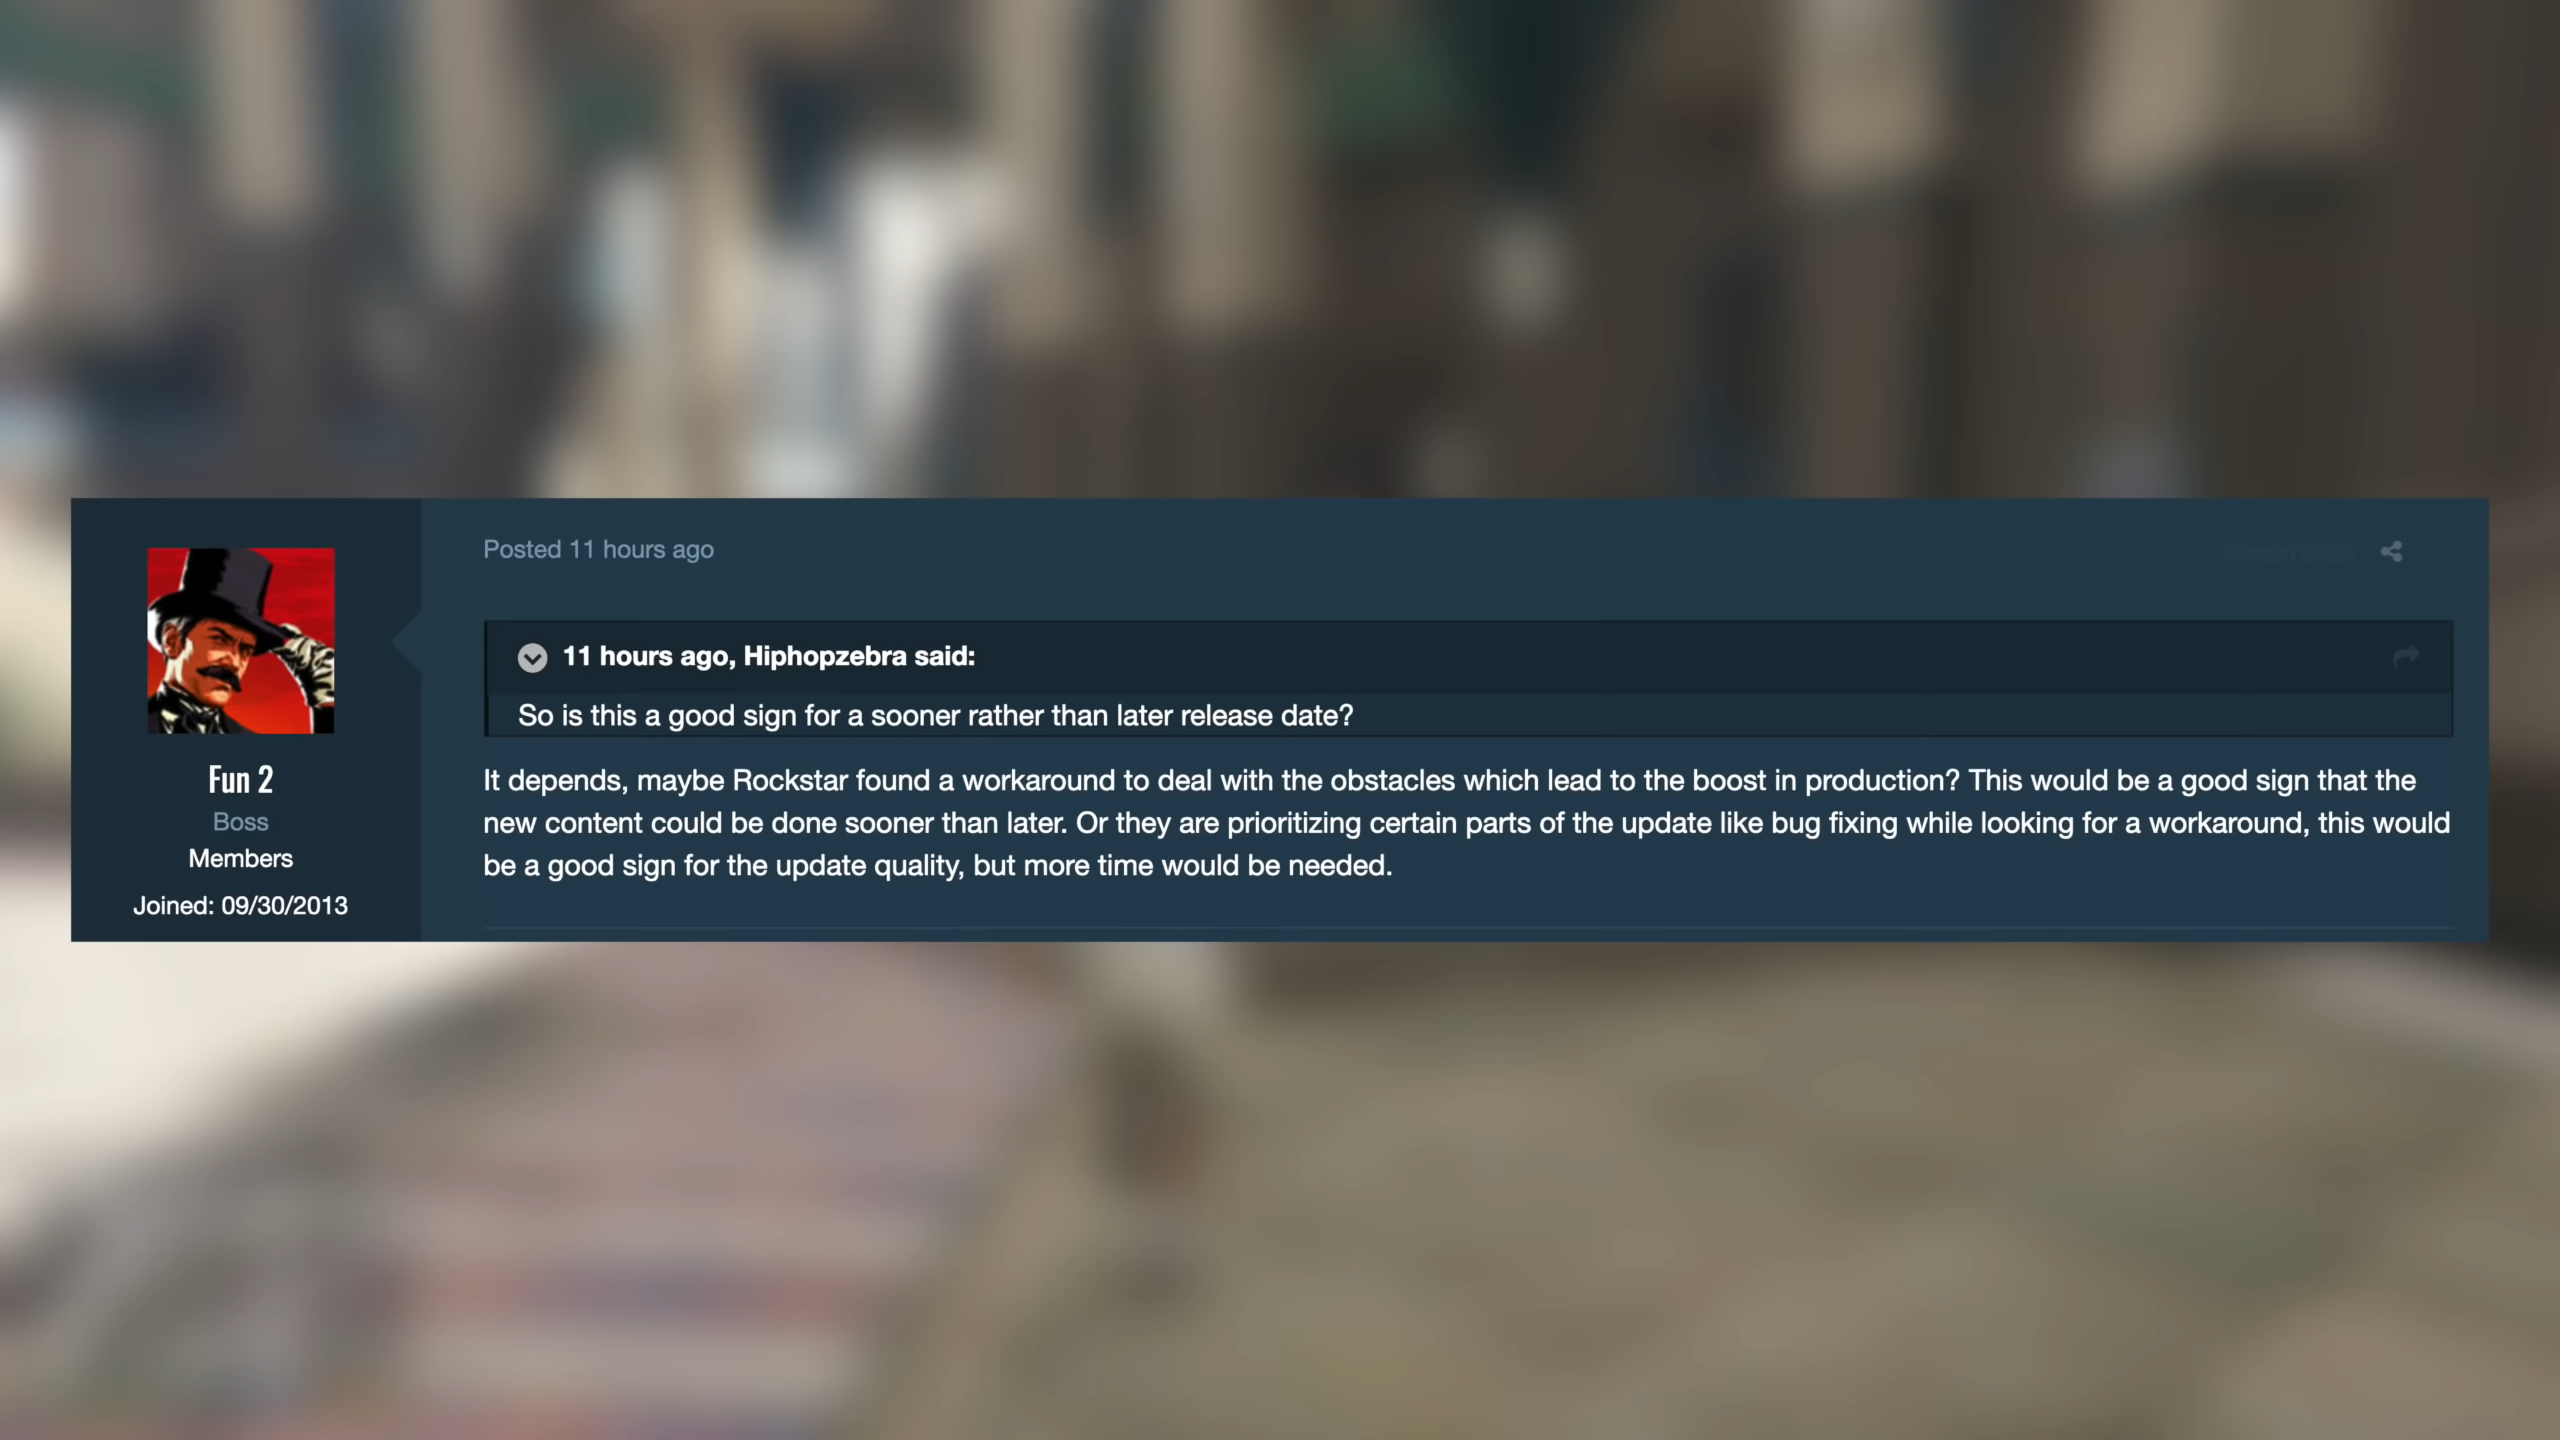 Posted 11 hours ago
11 hours ago, Hiphopzebra said:
So is this a good sign for a sooner rather than later release date?
It depends, maybe Rockstar found a workaround to deal with the obstacles which lead to the boost in production? This would be a good sign that the
new content could be done sooner than later. Or they are prioritizing certain parts of the update like bug fixing while looking for a workaround, this would
be a good sign for the update quality, but more time would be needed.
Fun 2
Boss
Members
Joined: 09/30/2013